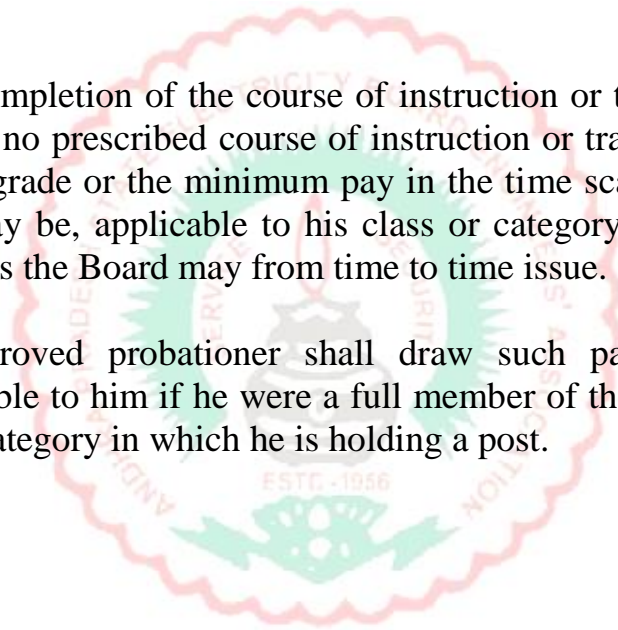 mpletion of the course of instruction or t
no prescribed course of instruction or tra
grade or the minimum pay in the time sca
ay be, applicable to his class or category
s the Board may from time to time issue.
roved probationer shall draw such pa
ble to him if he were a full member of th
ategory in which he is holding a post.
ESTD - 1956